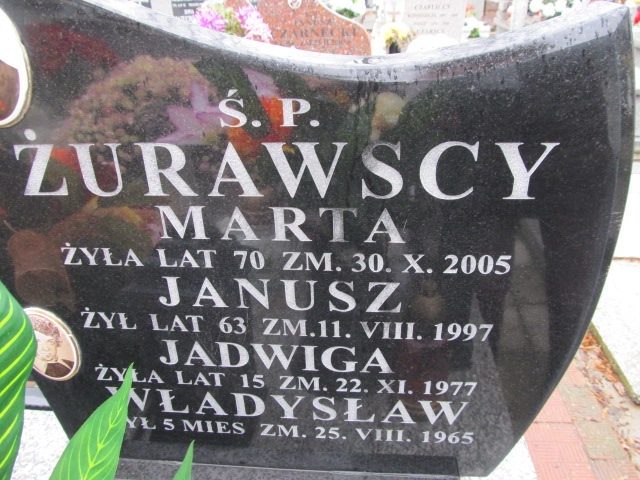 CZARNECKI
Ś. P.
ŻURAWSCY
MARTA
ŻYŁA LAT 70 ZM. 30. X. 2005
JANUSZ
ŻYŁ LAT 63 ZM.11. VIII. 1997
JADWIGA
ŻYŁA LAT 15 ZM. 22. XI. 1977
WŁADYSŁAW
ŻYŁ 5 MIES ZM. 25. VIII. 1965